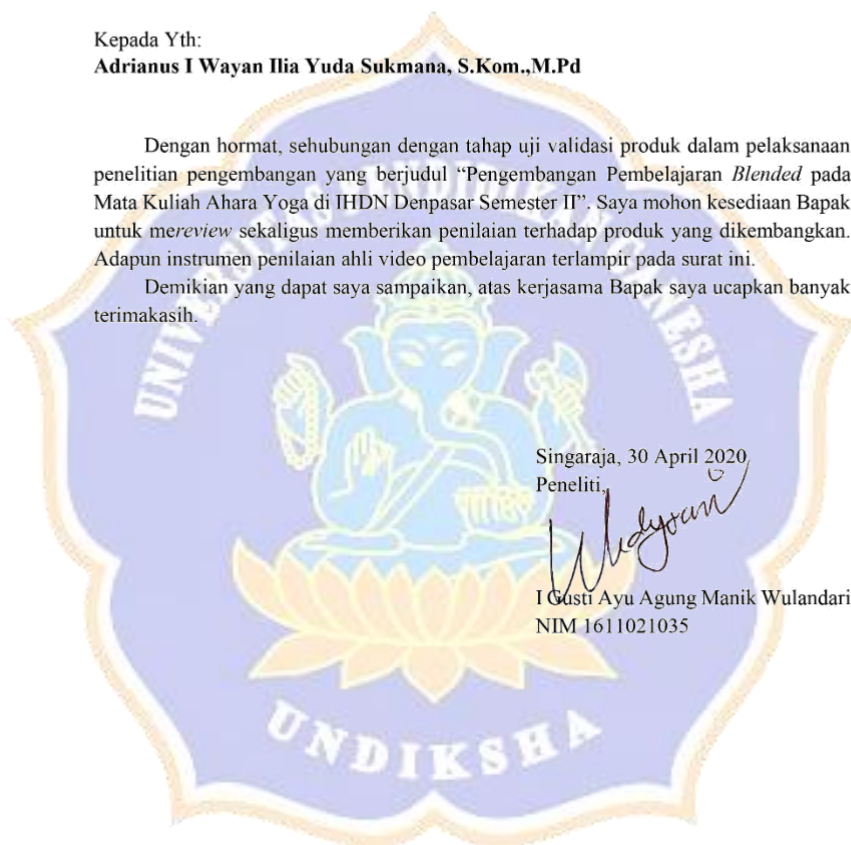 Kepada Yth:
Adrianus I Wayan Ilia Yuda Sukmana, S.Kom.,M.Pd
Dengan hormat, sehubungan dengan tahap uji validasi produk dalam pelaksanaan
penelitian pengembangan yang berjudul “Pengembangan Pembelajaran Blended pada
Mata Kuliah Ahara Yoga di IHDN Denpasar Semester II”. Saya mohon kesediaan Bapak
untuk mereview sekaligus memberikan penilaian terhadap produk yang dikembangkan.
Adapun instrumen penilaian ahli video pembelajaran terlampir pada surat ini.
Demikian yang dapat saya sampaikan, atas kerjasama Bapak saya ucapkan banyak
terimakasih.
UNIVERSITAS PENDIDIKAN GANESHA
Singaraja, 30 April 2020
Peneliti,
I Gusti Ayu Agung Manik Wulandari
NIM 1611021035
UNDIKSHA